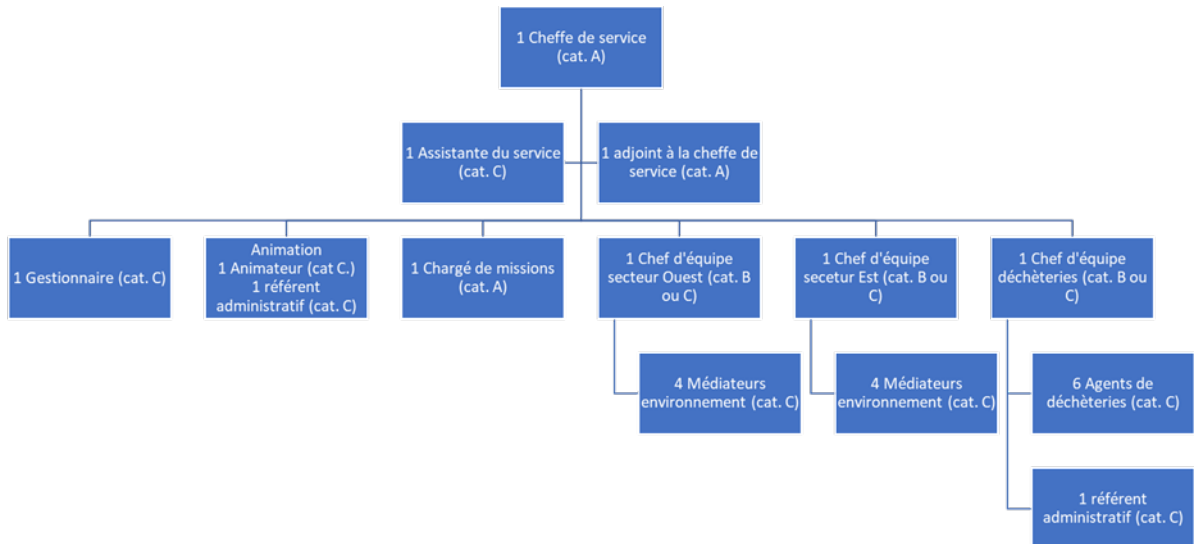 1 Cheffe de service
(cat. A)
1 Assistante du service
(cat. C)
1 adjoint à la cheffe de
service (cat. A)
1 Gestionnaire (cat. C)
Animation
1 Animateur (cat C.)
1 référent
administratif (cat. C)
1 Chargé de missions
(cat. A)
1 Chef d'équipe
secteur Ouest (cat. B
ou C)
1 Chef d'équipe
secetur Est (cat. B ou
C)
1 Chef d'équipe
déchèteries (cat. B ou
C)
4 Médiateurs
environnement (cat. C)
4 Médiateurs
environnement (cat. C)
6 Agents de
déchèteries (cat. C)
1 référent
administratif (cat. C)